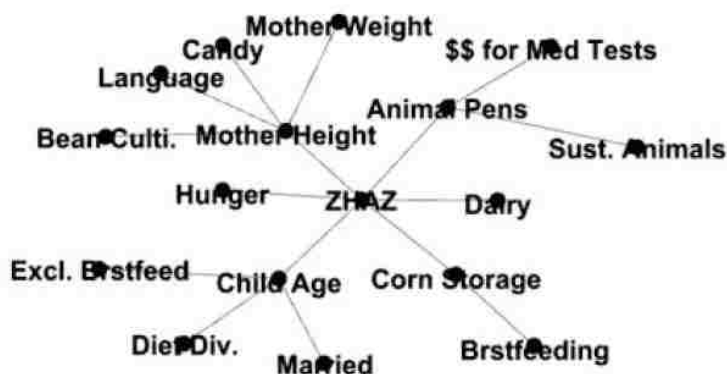 Mother Weight
Candy
$$ for Med Tests
Language
Animal Pens
Bean Culti.
Mother Height
Sust. Animals
Hunger
ZHAZ
Dairy
Excl. Brstfeed
Child Age
Corn Storage
Diet Div.
Married
Brstfeeding